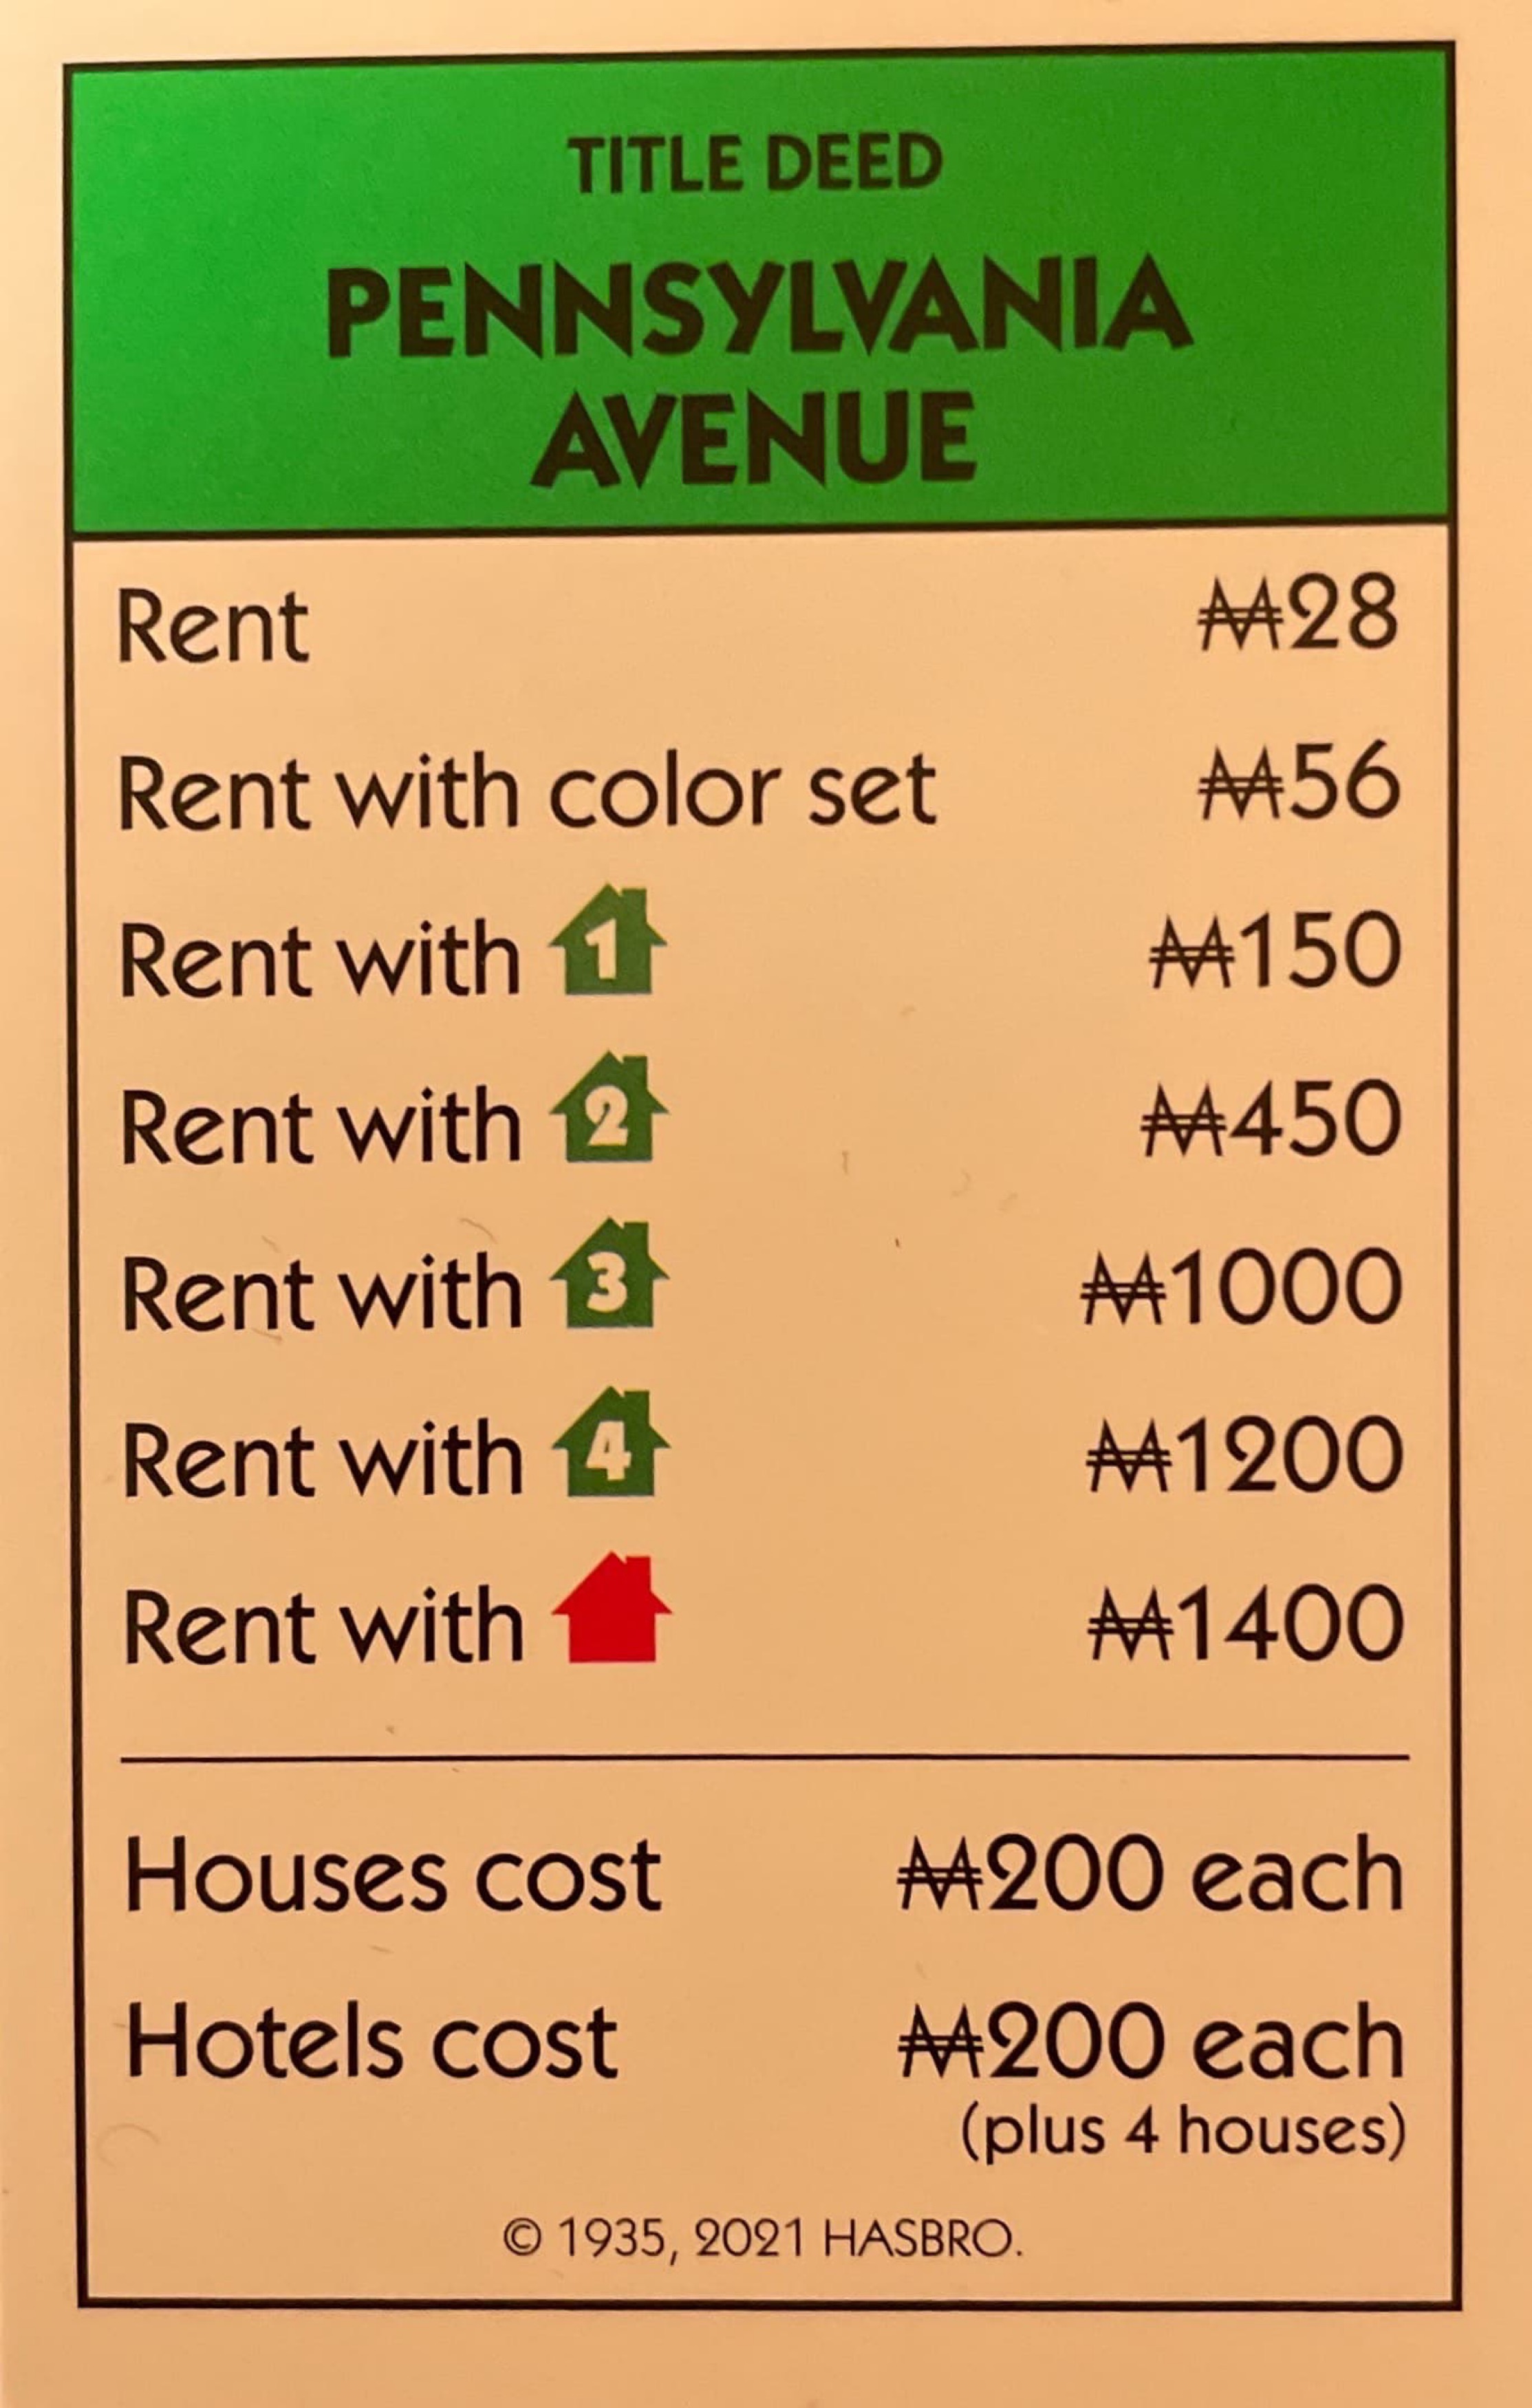 TITLE DEED
PENNSYLVANIA
AVENUE
Rent ₩28
Rent with color set ₩56
Rent with 1 ₩150
Rent with 2 ₩450
Rent with 3 ₩1000
Rent with 4 ₩1200
Rent with ₩1400
Houses cost ₩200 each
Hotels cost ₩200 each
(plus 4 houses)
© 1935, 2021 HASBRO.